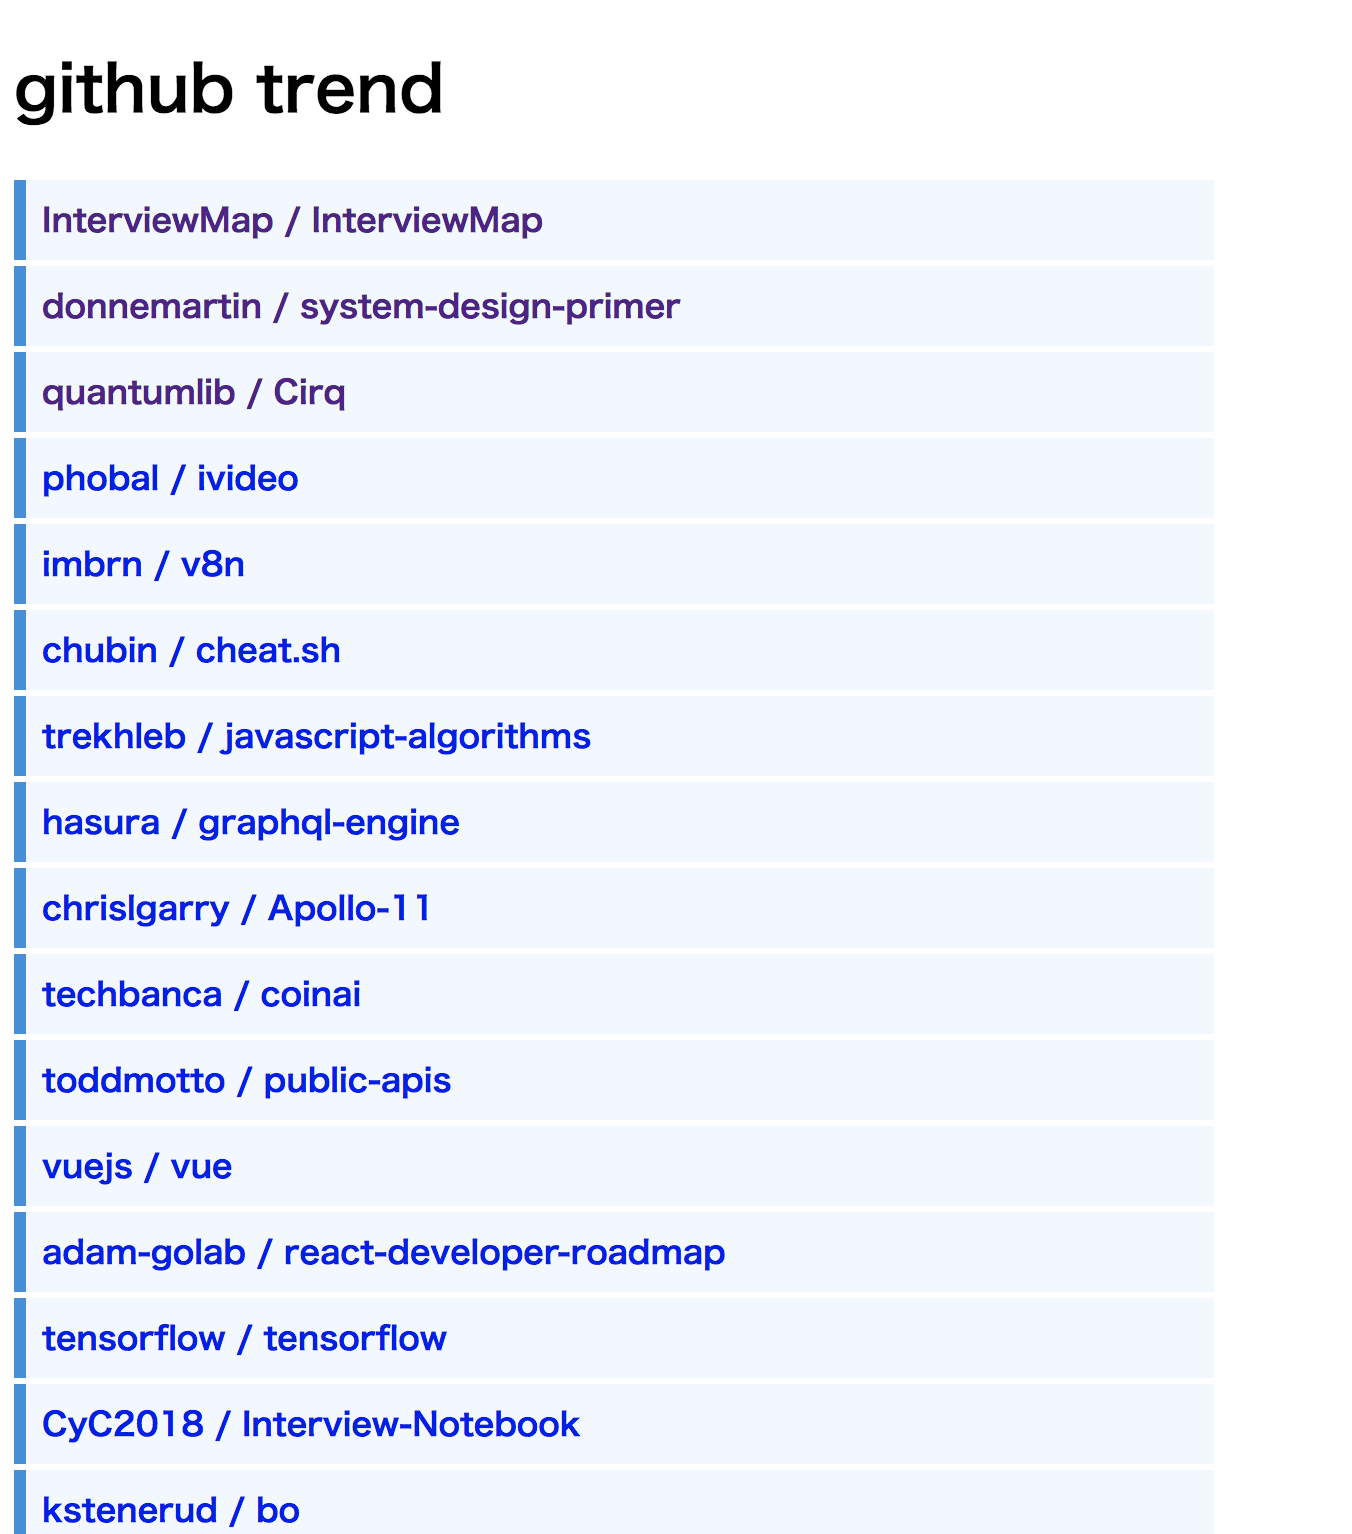 github trend
InterviewMap / InterviewMap
donnemartin / system-design-primer
quantumlib / Cirq
phobal / ivideo
imbrn / v8n
chubin / cheat.sh
trekhleb / javascript-algorithms
hasura / graphql-engine
chrislgarry / Apollo-11
techbanca / coinai
toddmotto / public-apis
vuejs / vue
adam-golab / react-developer-roadmap
tensorflow / tensorflow
CyC2018 / Interview-Notebook
kstenerud / bo